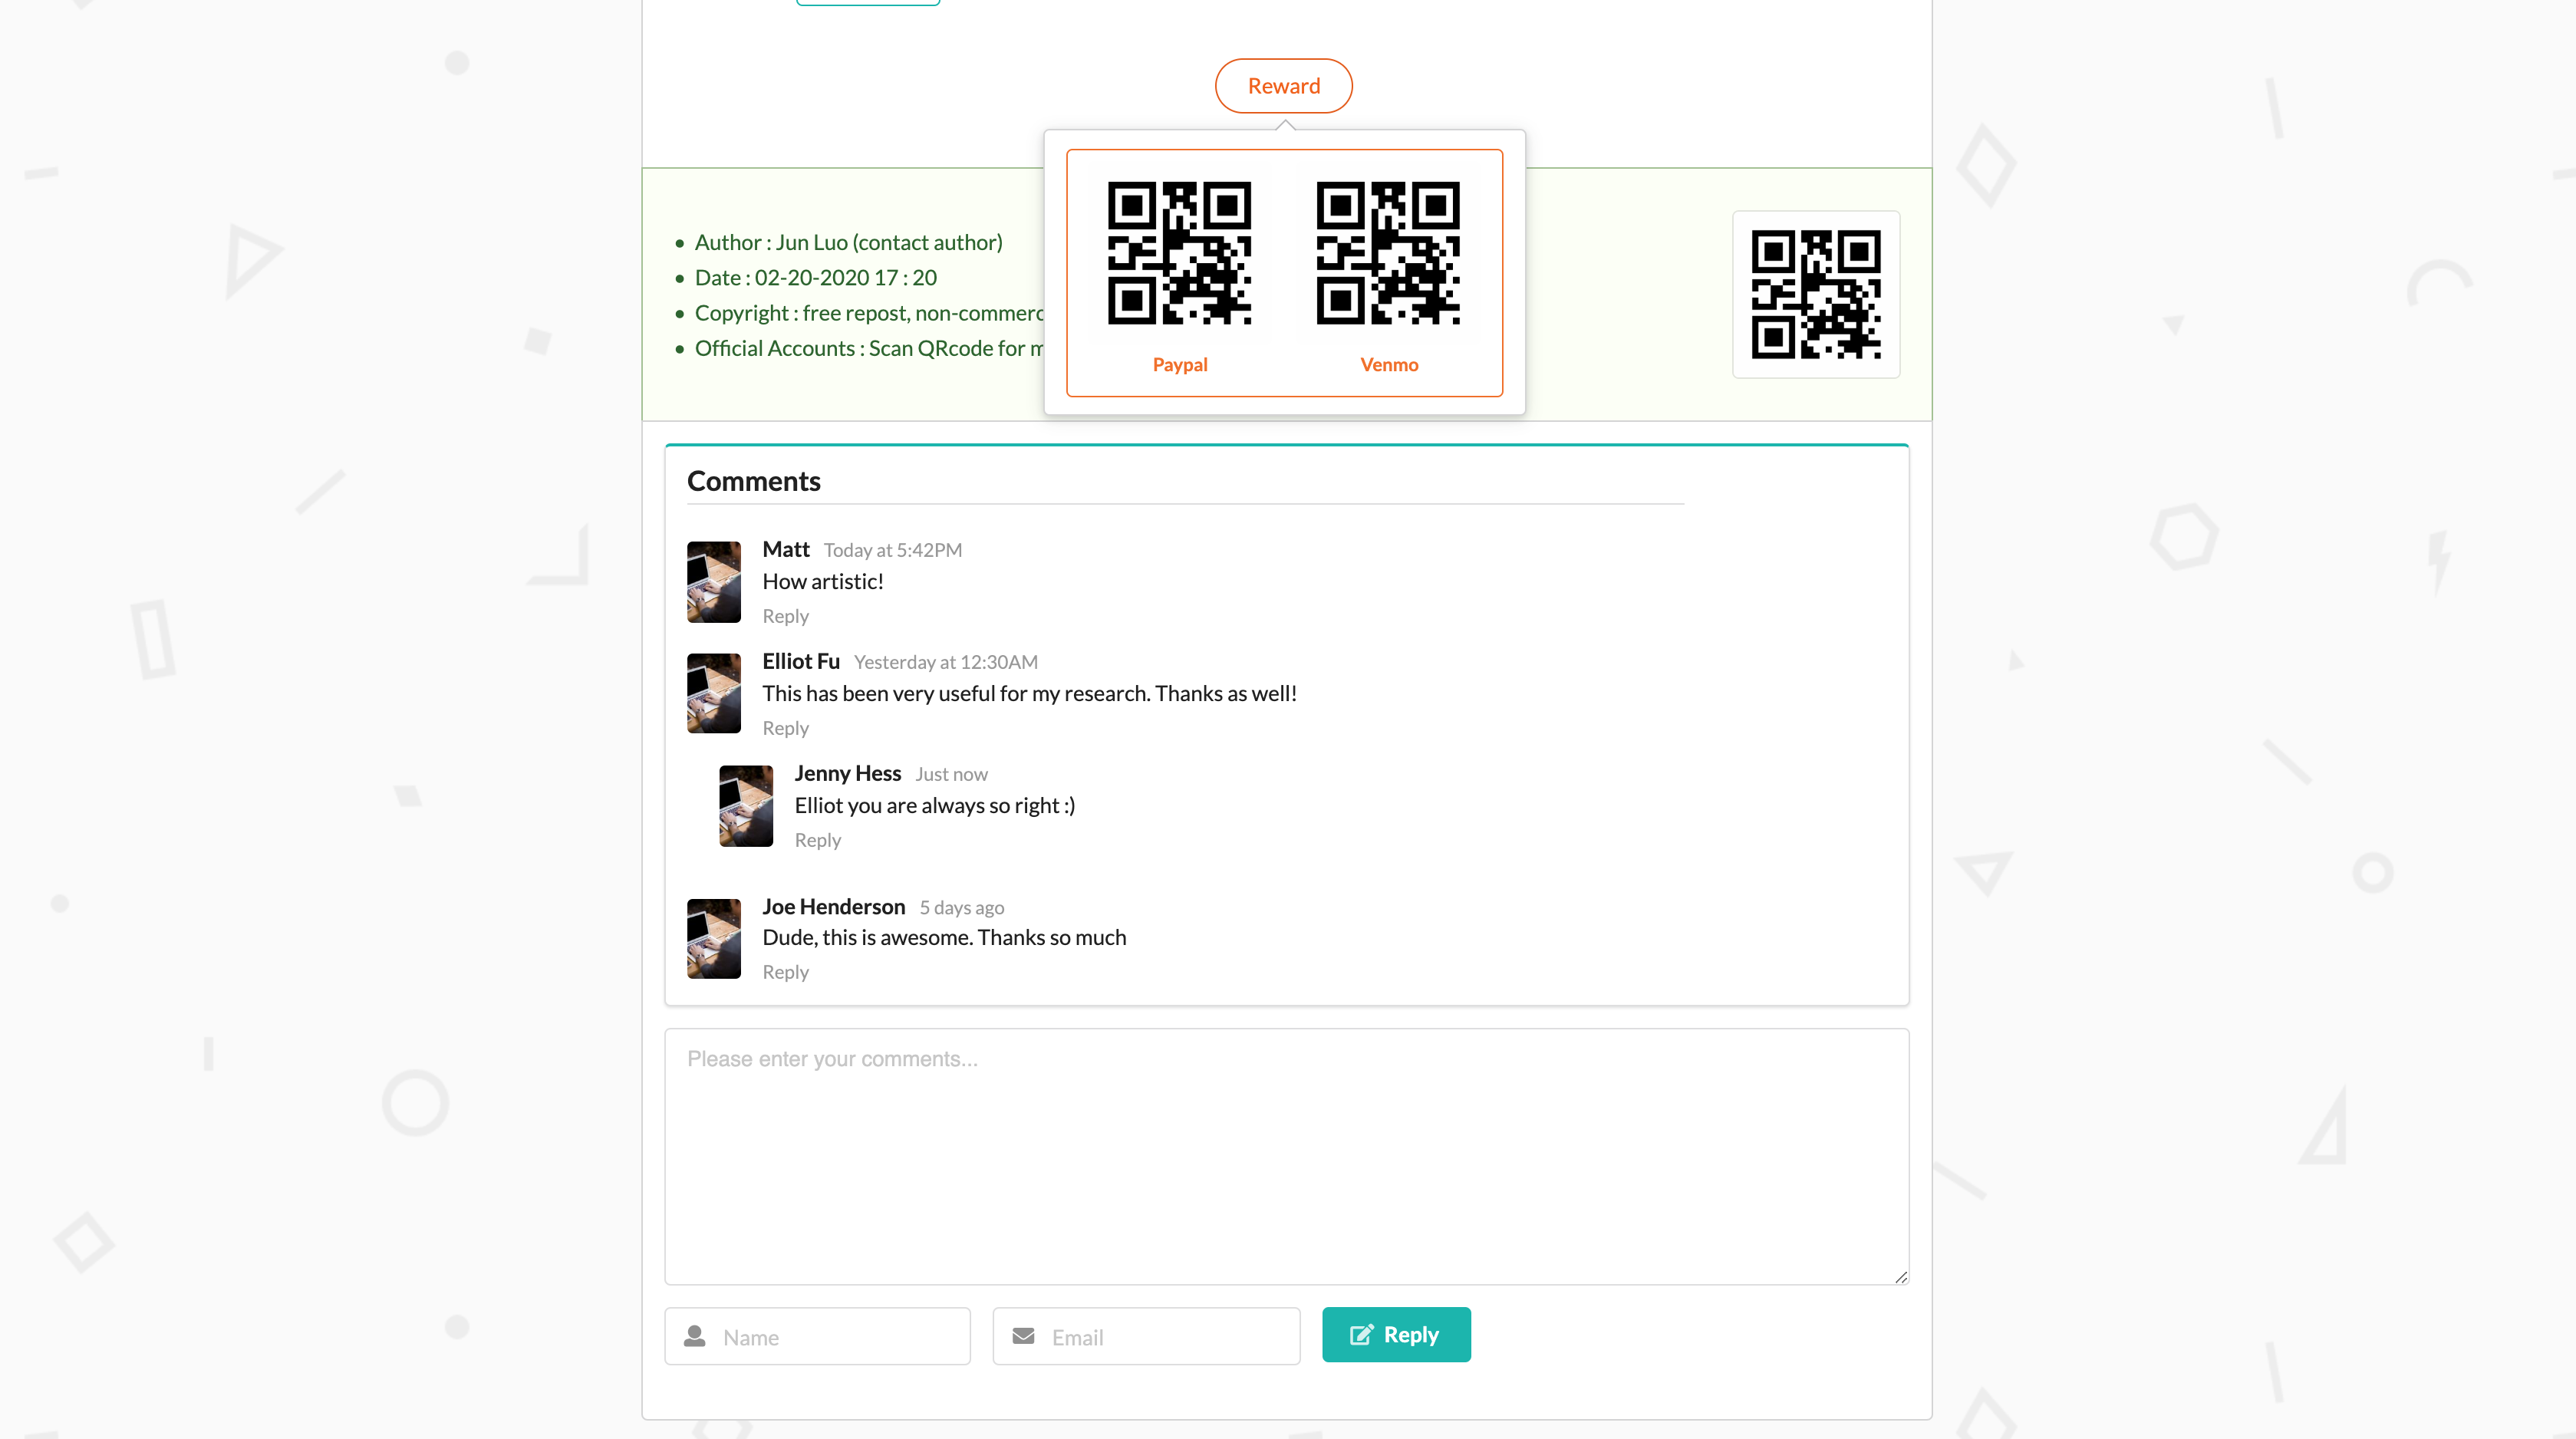 Reward
Paypal
Venmo
Author : Jun Luo (contact author)
Date : 02-20-2020 17 : 20
Copyright : free repost, non-commerc
Official Accounts : Scan QRcode for
Comments
Matt Today at 5:42PM
How artistic!
Reply
Elliot Fu Yesterday at 12:30AM
This has been very useful for my research. Thanks as well!
Reply
Jenny Hess Just now
Elliot you are always so right :)
Reply
Joe Henderson 5 days ago
Dude, this is awesome. Thanks so much
Reply
Please enter your comments...
Name
Email
Reply